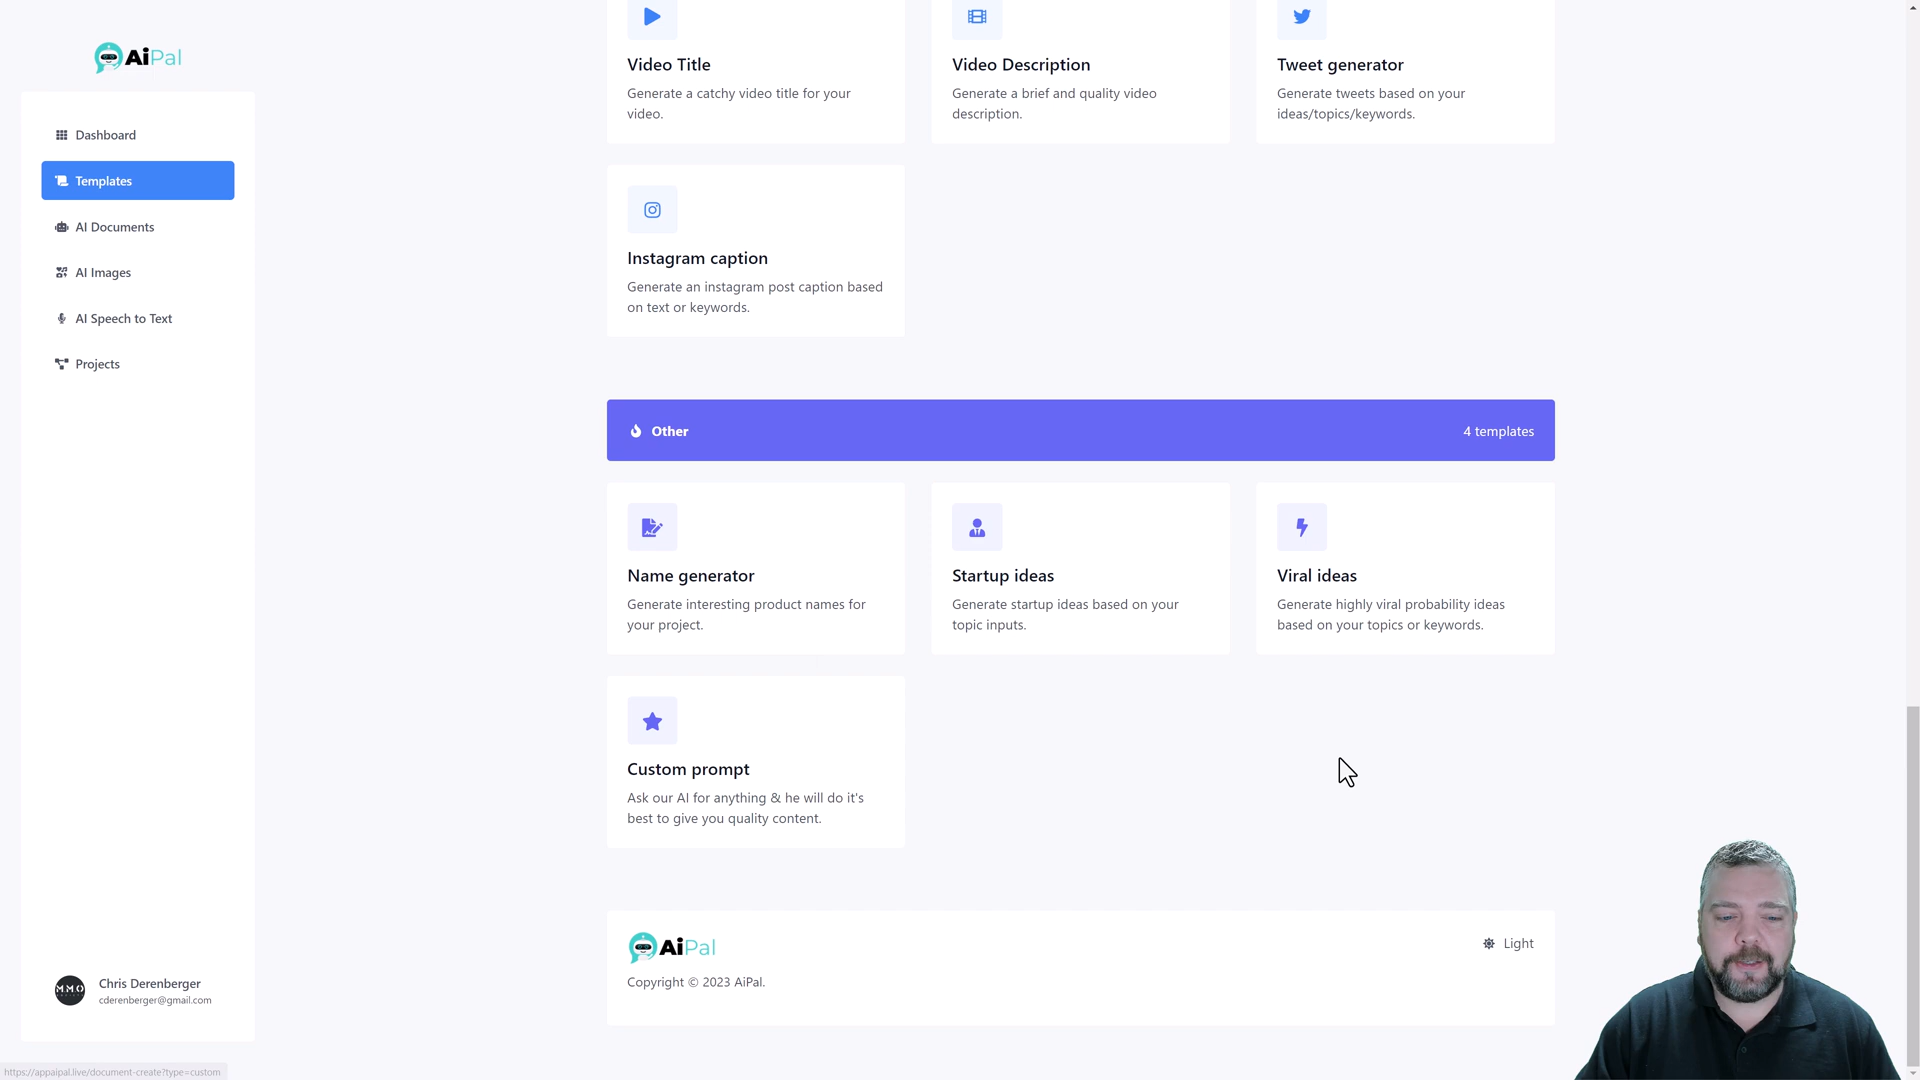 AiPal
Dashboard
Templates
AI Documents
AI Images
AI Speech to Text
Projects
Chris Derenberger
cderenberger@gmail.com
Video Title
Generate a catchy video title for your
video.
Video Description
Generate a brief and quality video
description.
Tweet generator
Generate tweets based on your
ideas/topics/keywords.
Instagram caption
Generate an instagram post caption based
on text or keywords.
Other
4 templates
Name generator
Generate interesting product names for
your project.
Startup ideas
Generate startup ideas based on your
topic inputs.
Viral ideas
Generate highly viral probability ideas
based on your topics or keywords.
Custom prompt
Ask our AI for anything & he will do it's
best to give you quality content.
AiPal
Light
Copyright © 2023 AiPal.
https://appaipal.live/document-create?type=custom